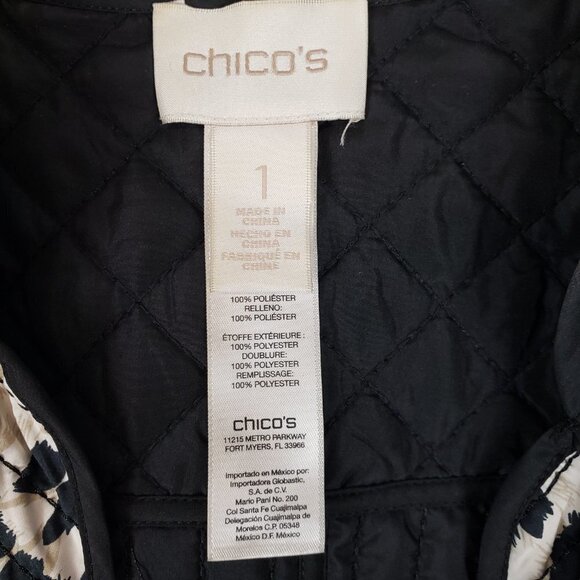 chico's
1
MADE IN
CHINA
HECHO EN
CHINA
FABRIQUÉ EN
CHINE
100% POLIÉSTER
RELLENO:
100% POLIÉSTER
ÉTOFFE EXTÉRIEURE :
100% POLYESTER
DOUBLURE:
100% POLYESTER
REMPLISSAGE:
100% POLYESTER
chico's
11215 METRO PARKWAY
FORT MYERS, FL 33966
Importado en México por:
Importadora Globastic,
S.A. de C.V.
Mario Pani No. 200
Col Santa Fe Cuajimalpa
Delegación Cuajimalpa de
Morelos C.P. 05348
México D.F. México